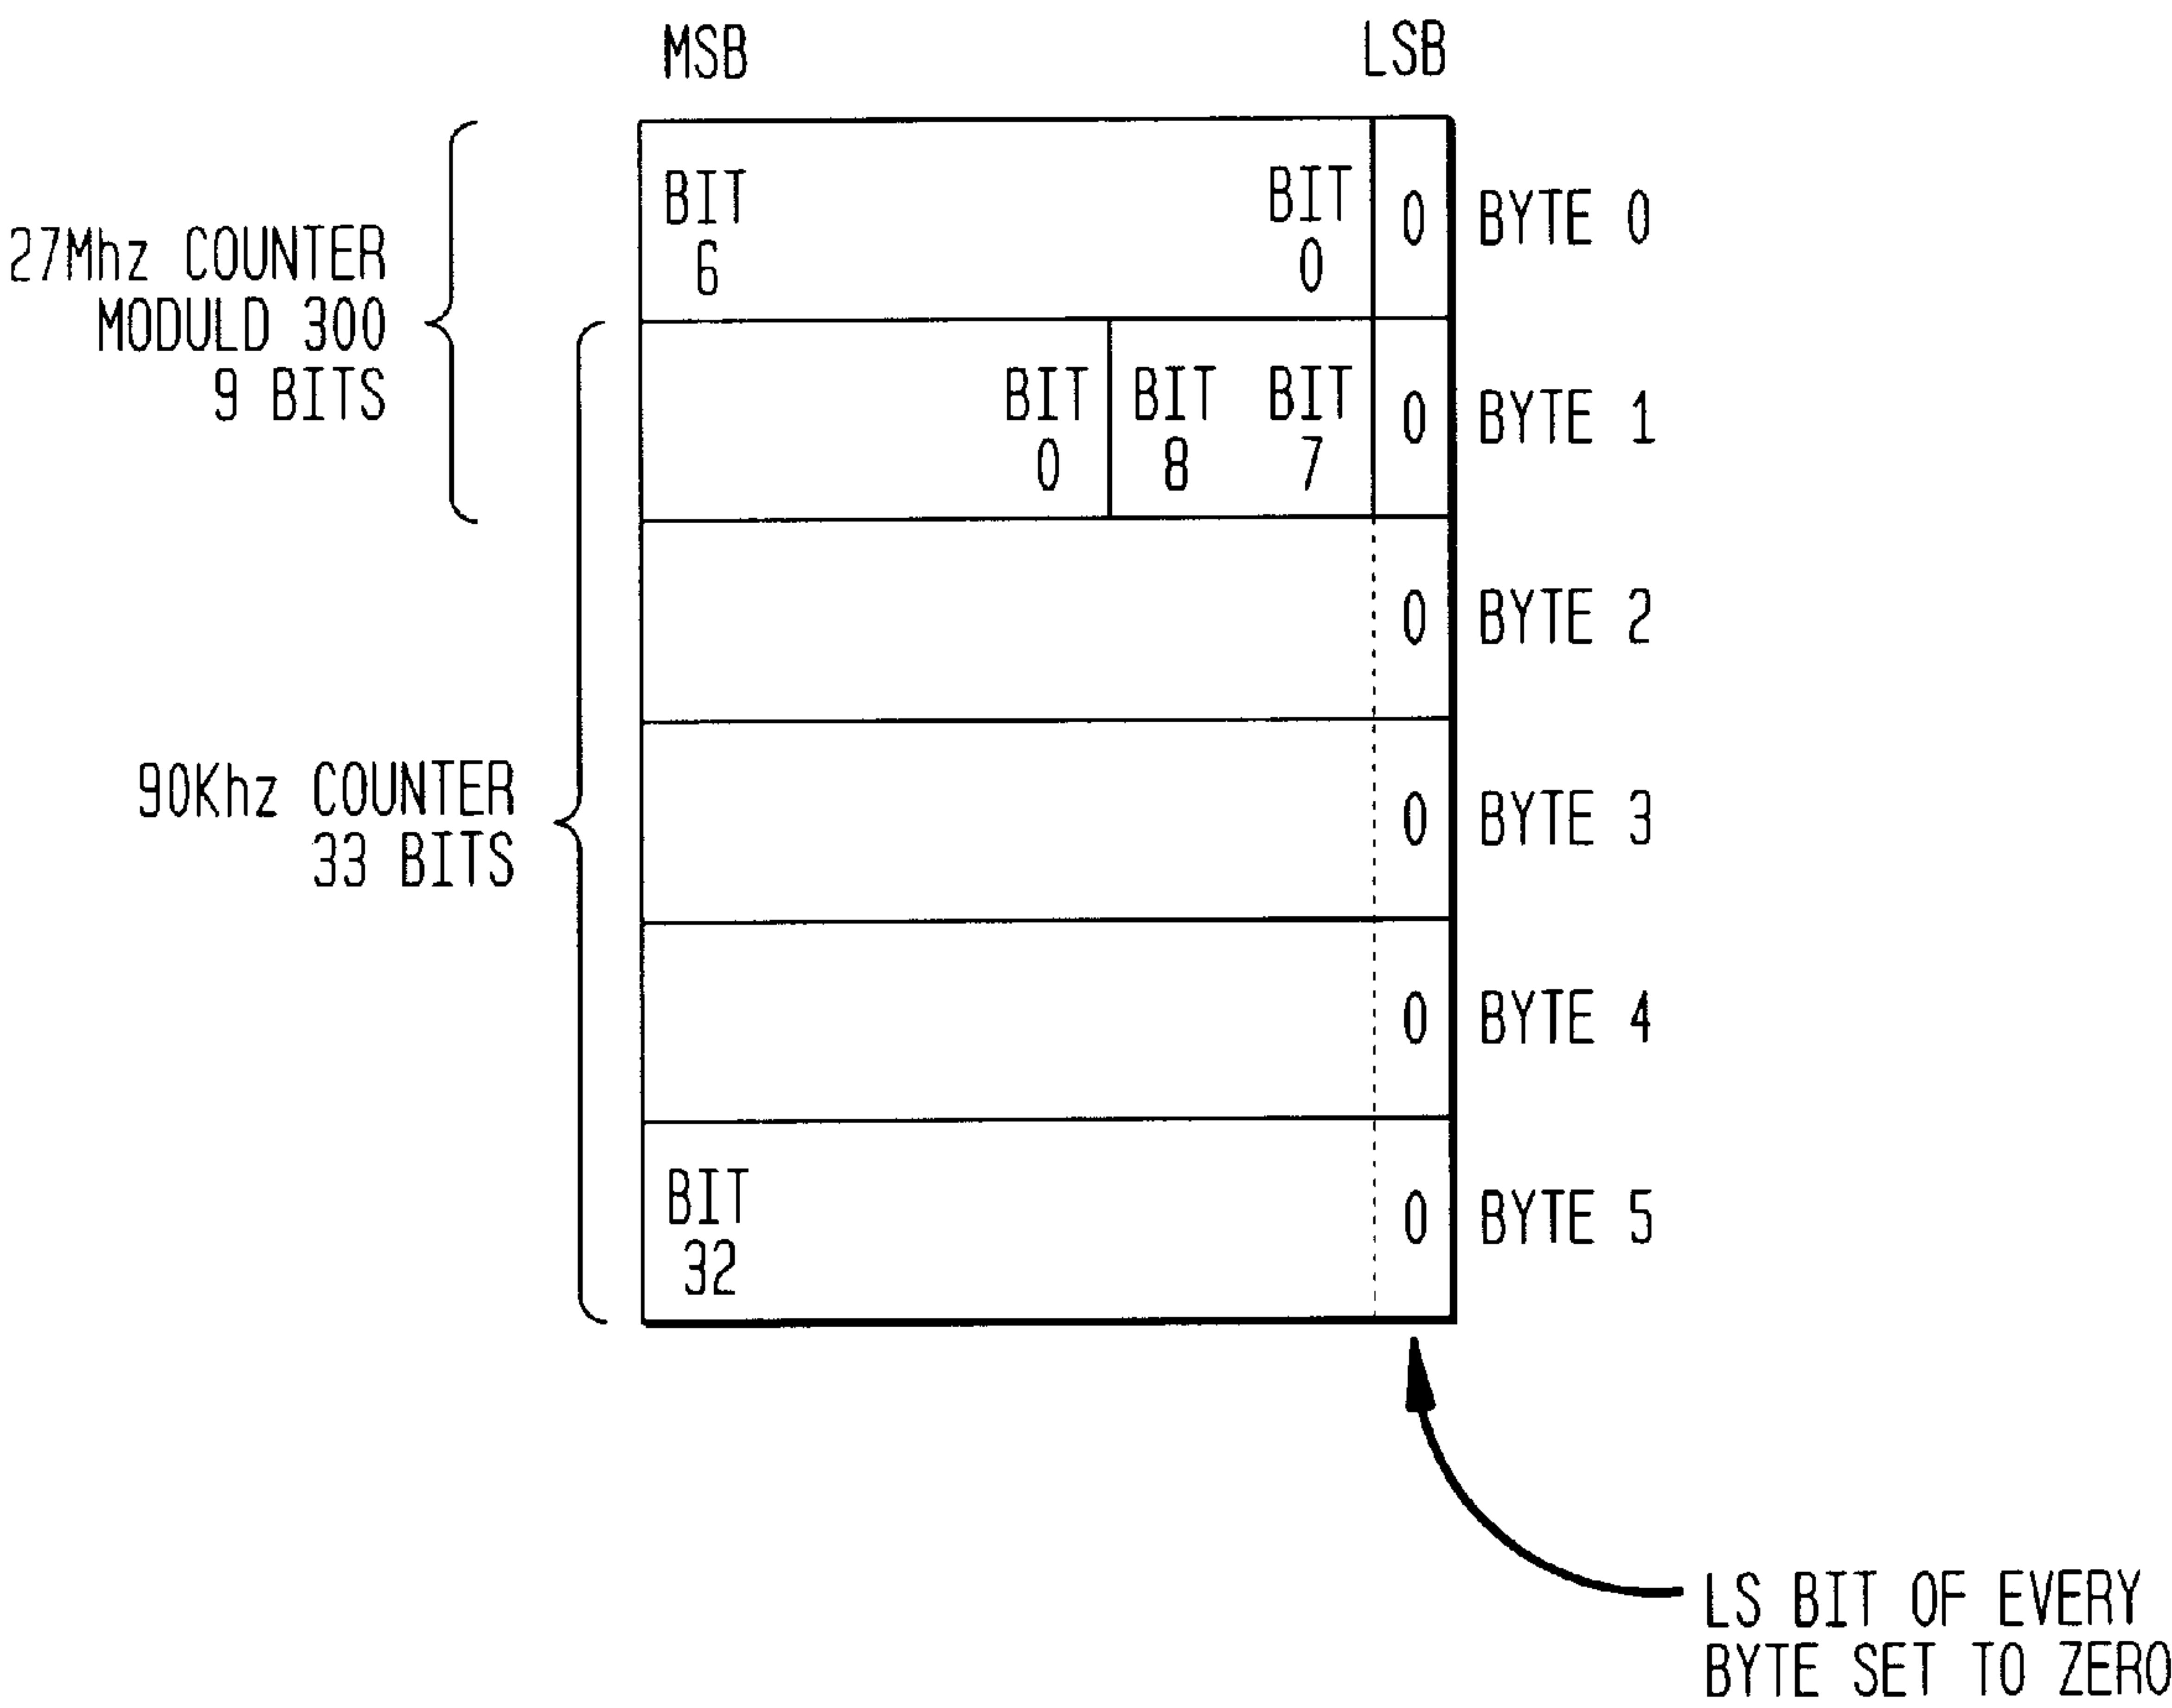 MSB LSB
BIT BIT
6 0
0 BYTE 0
27Mhz COUNTER
MODULD 300
9 BITS
BIT BIT BIT
0 8 7
0 BYTE 1
0 BYTE 2
90Khz COUNTER
33 BITS
0 BYTE 3
0 BYTE 4
BIT
32
0 BYTE 5
LS BIT OF EVERY
BYTE SET TO ZERO